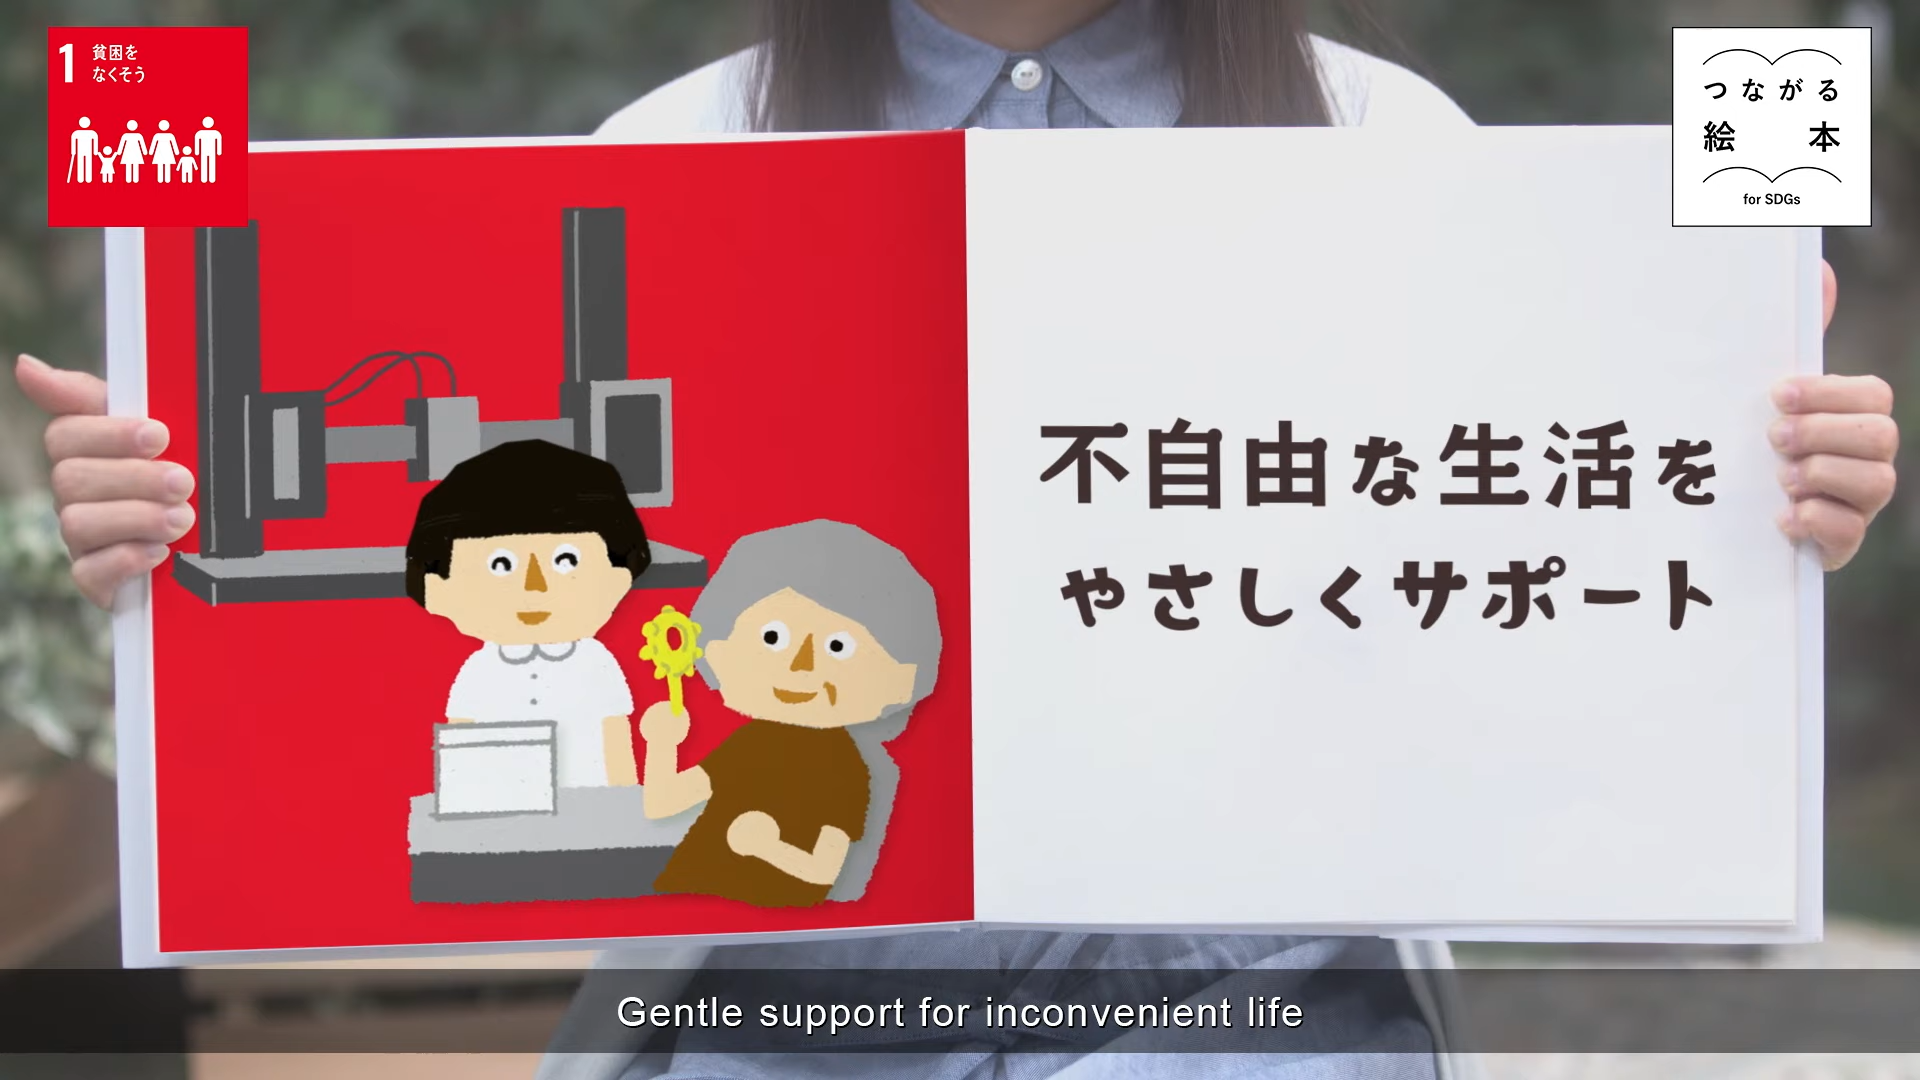 1 貧困を
なくそう
つながる
絵本
for SDGs
不自由な生活を
やさしくサポート
Gentle support for inconvenient life